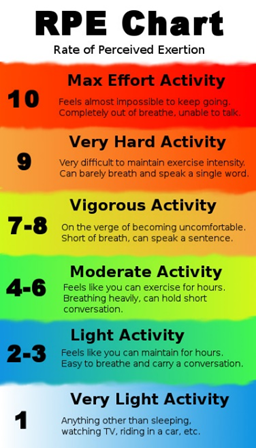 RPE Chart
Rate of Perceived Exertion
Max Effort Activity
10
Feels almost impossible to keep going.
Completely out of breathe, unable to talk.
Very Hard Activity
9
Very difficult to maintain exercise intensity.
Can barely breath and speak a single word.
Vigorous Activity
7-8
On the verge of becoming uncomfortable.
Short of breath, can speak a sentence.
Moderate Activity
4-6
Feels like you can exercise for hours.
Breathing heavily, can hold short
conversation.
Light Activity
2-3
Feels like you can maintain for hours.
Easy to breathe and carry a conversation.
Very Light Activity
1
Anything other than sleeping,
watching TV, riding in a car, etc.